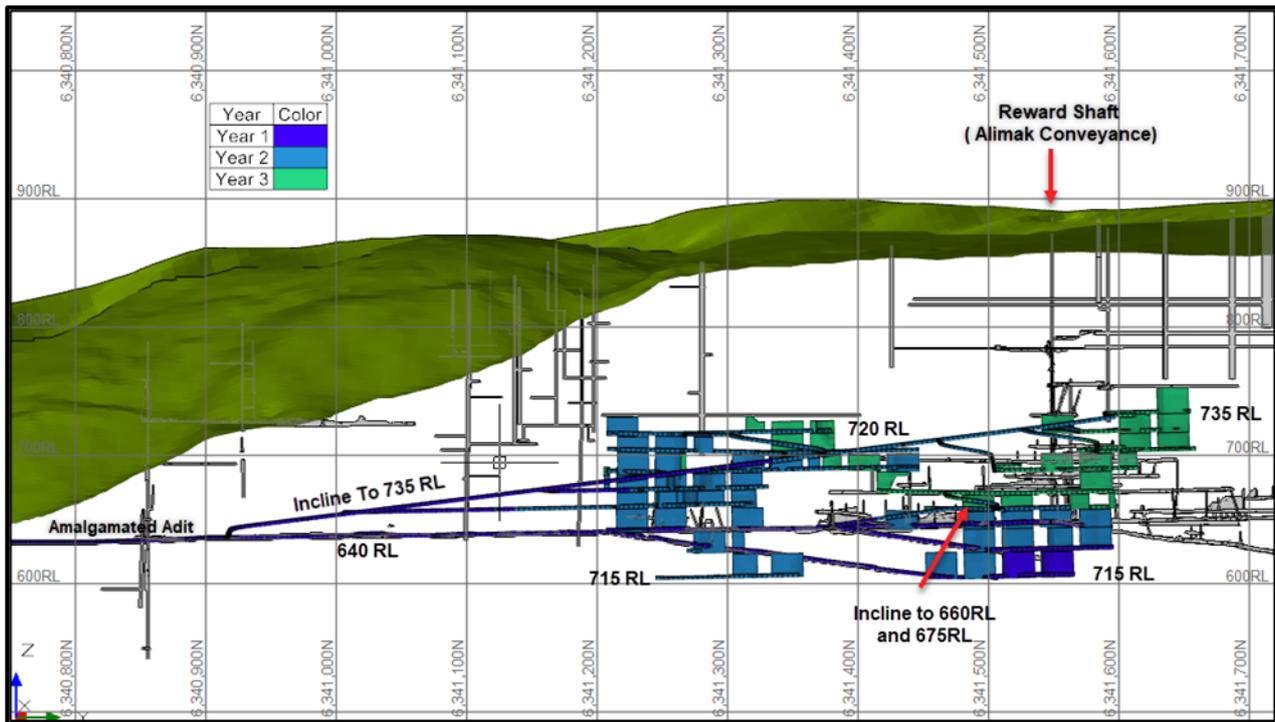 6,340,800N
6,340,900N
6,341,000N
6,341,100N
6,341,200N
6,341,300N
6,341,400N
6,341,500N
6,341,600N
6,341,700N
Year Color
Year 1
Year 2
Year 3
Reward Shaft
( Alimak Conveyance)
900RL
900RL
800RL
800RL
735 RL
720 RL
700RL
700RL
Incline To 735 RL
Amalgamated Adit
640 RL
715 RL
600RL
715 RL
600RL
Incline to 660RL
and 675RL
Z
X
Y
6,340,800N
6,340,900N
6,341,000N
6,341,100N
6,341,200N
6,341,300N
6,341,400N
6,341,500N
6,341,600N
6,341,700N